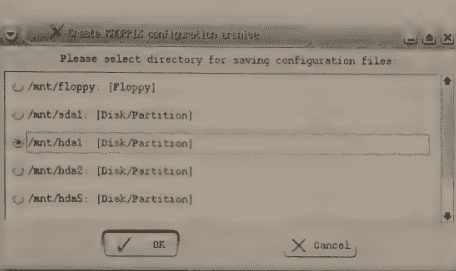 Create KNOPPIX configuration archive
Please select directory for saving configuration files:
/mnt/floppy: [Floppy]
/mnt/sda1: [Disk/Partition]
/mnt/hda1: [Disk/Partition]
/mnt/hda2: [Disk/Partition]
/mnt/hda5: [Disk/Partition]
OK
Cancel